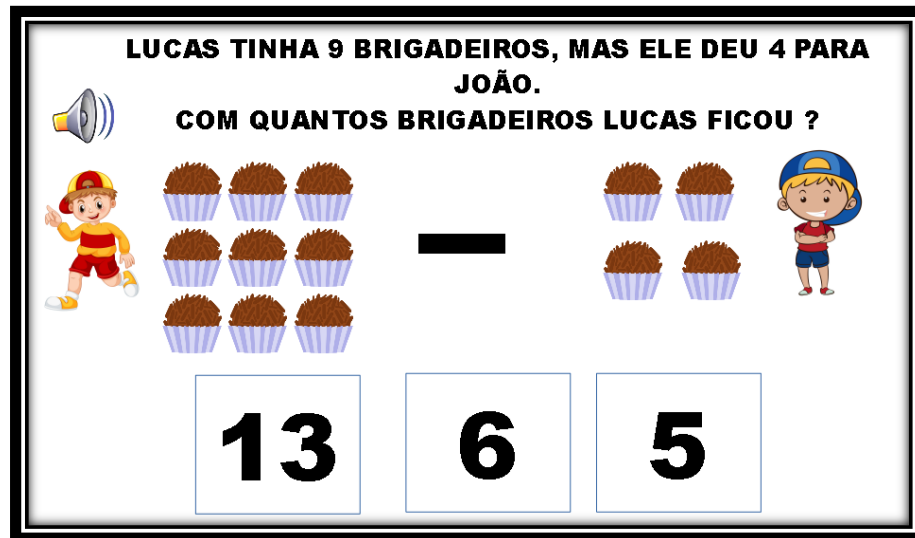 LUCAS TINHA 9 BRIGADEIROS, MAS ELE DEU 4 PARA
JOÃO.
COM QUANTOS BRIGADEIROS LUCAS FICOU ?
13 6 5